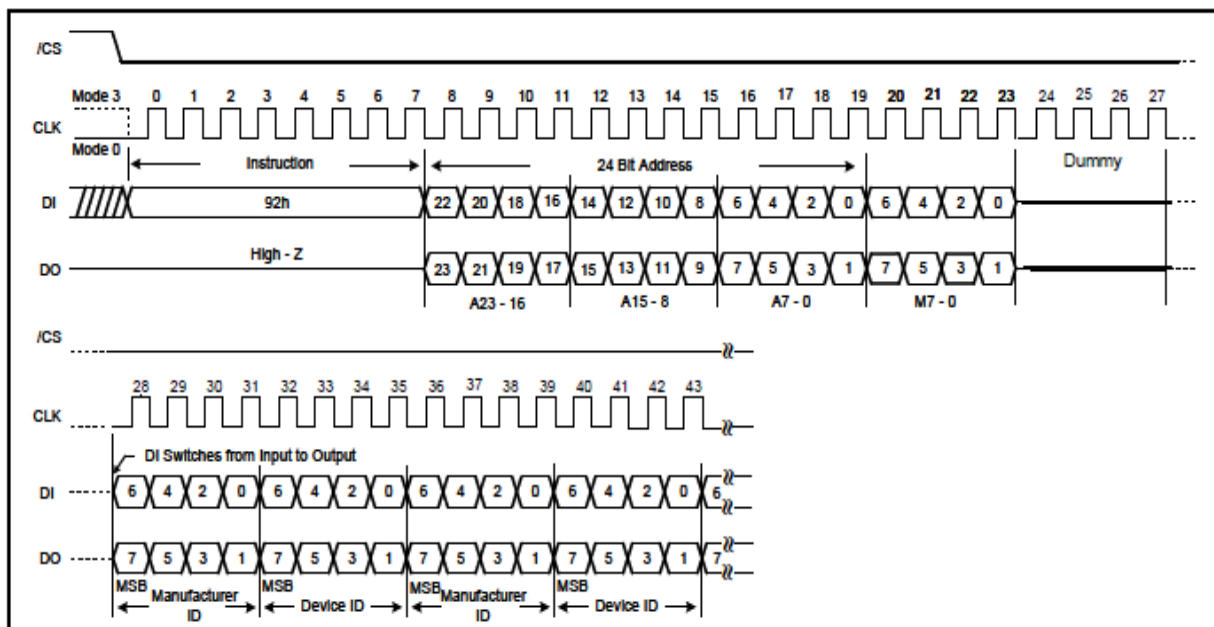 /CS
Mode 3 0 1 2 3 4 5 6 7 8 9 10 11 12 13 14 15 16 17 18 19 20 21 22 23 24 25 26 27
CLK
Mode 0
Instruction 24 Bit Address Dummy
DI 92h 22 20 18 16 14 12 10 8 6 4 2 0 6 4 2 0
High - Z
DO 23 21 19 17 15 13 11 9 7 5 3 1 7 5 3 1
A23 - 16 A15 - 8 A7 - 0 M7 - 0
/CS
28 29 30 31 32 33 34 35 36 37 38 39 40 41 42 43
CLK
DI Switches from Input to Output
DI 6 4 2 0 6 4 2 0 6 4 2 0 6 4 2 0 6
DO 7 5 3 1 7 5 3 1 7 5 3 1 7 5 3 1 7
MSB MSB MSB MSB
Manufacturer ID Device ID Manufacturer ID Device ID